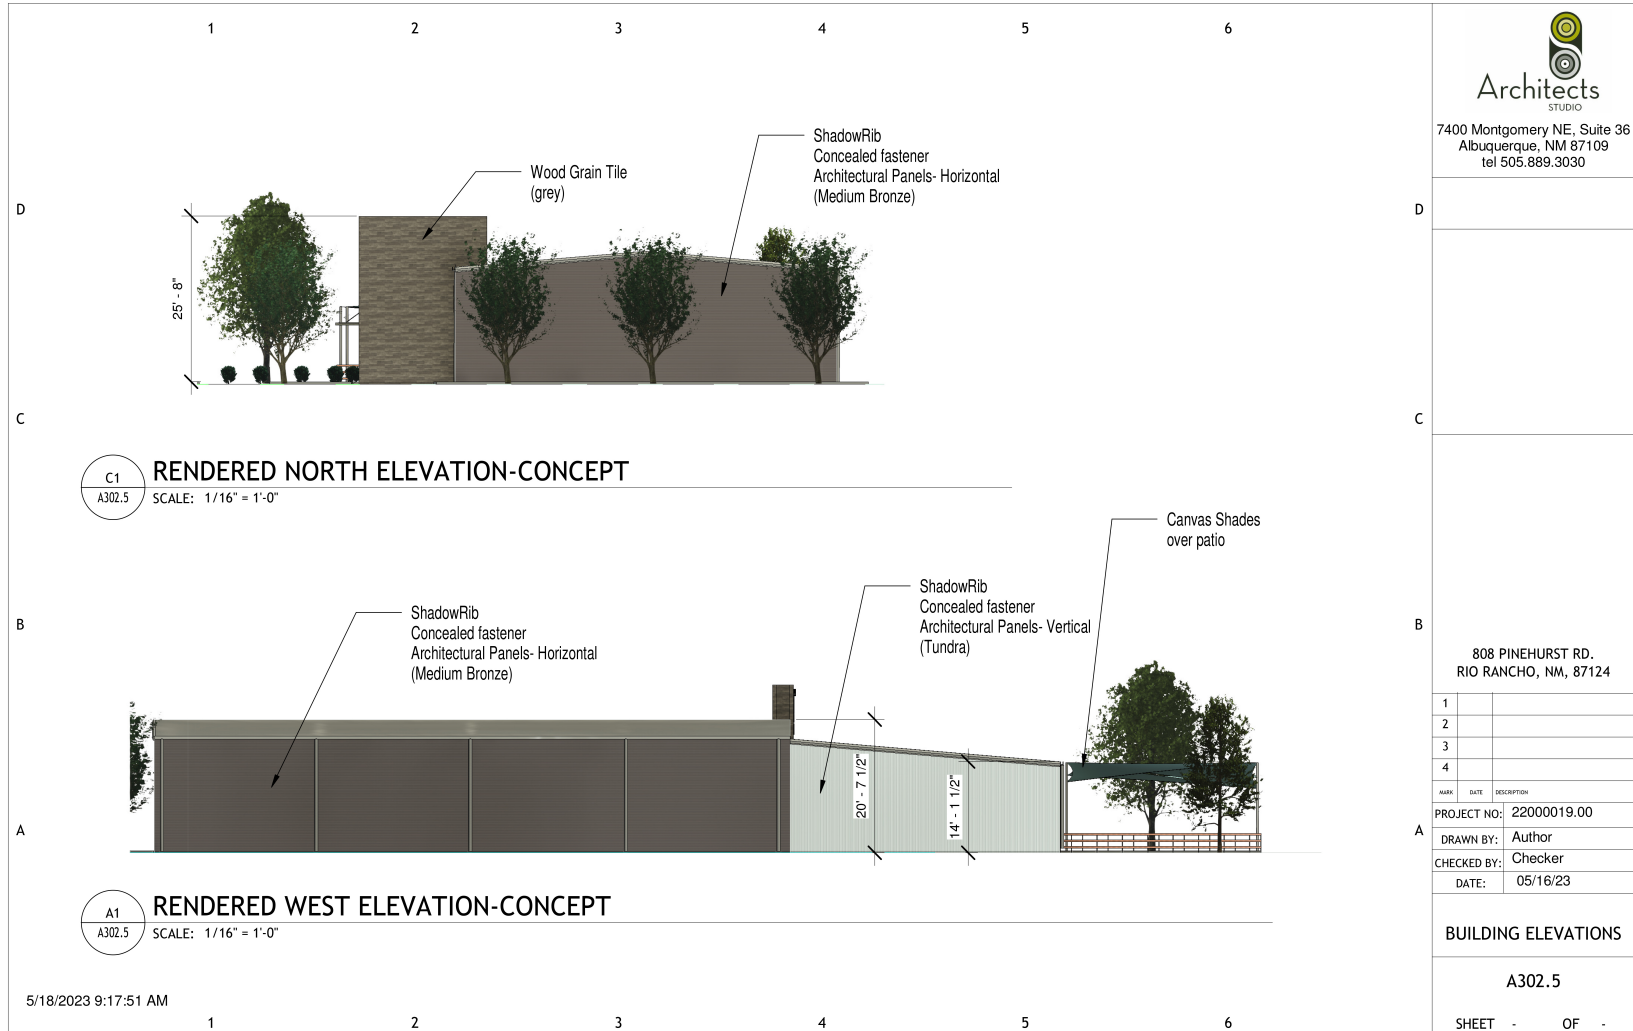 1 2 3 4 5 6
Architects
STUDIO
7400 Montgomery NE, Suite 36
Albuquerque, NM 87109
tel 505.889.3030
ShadowRib
Concealed fastener
Architectural Panels- Horizontal
(Medium Bronze)
Wood Grain Tile
(grey)
D D
25' - 8"
C C
C1
A302.5
RENDERED NORTH ELEVATION-CONCEPT
SCALE: 1/16" = 1'-0"
Canvas Shades
over patio
ShadowRib
Concealed fastener
Architectural Panels- Vertical
(Tundra)
ShadowRib
Concealed fastener
Architectural Panels- Horizontal
(Medium Bronze)
B B
20' - 7 1/2"
14' - 1 1/2"
A A
A1
A302.5
RENDERED WEST ELEVATION-CONCEPT
SCALE: 1/16" = 1'-0"
808 PINEHURST RD.
RIO RANCHO, NM, 87124
1
2
3
4
MARK DATE DESCRIPTION
PROJECT NO: 22000019.00
DRAWN BY: Author
CHECKED BY: Checker
DATE: 05/16/23
BUILDING ELEVATIONS
A302.5
SHEET - OF -
5/18/2023 9:17:51 AM
1 2 3 4 5 6